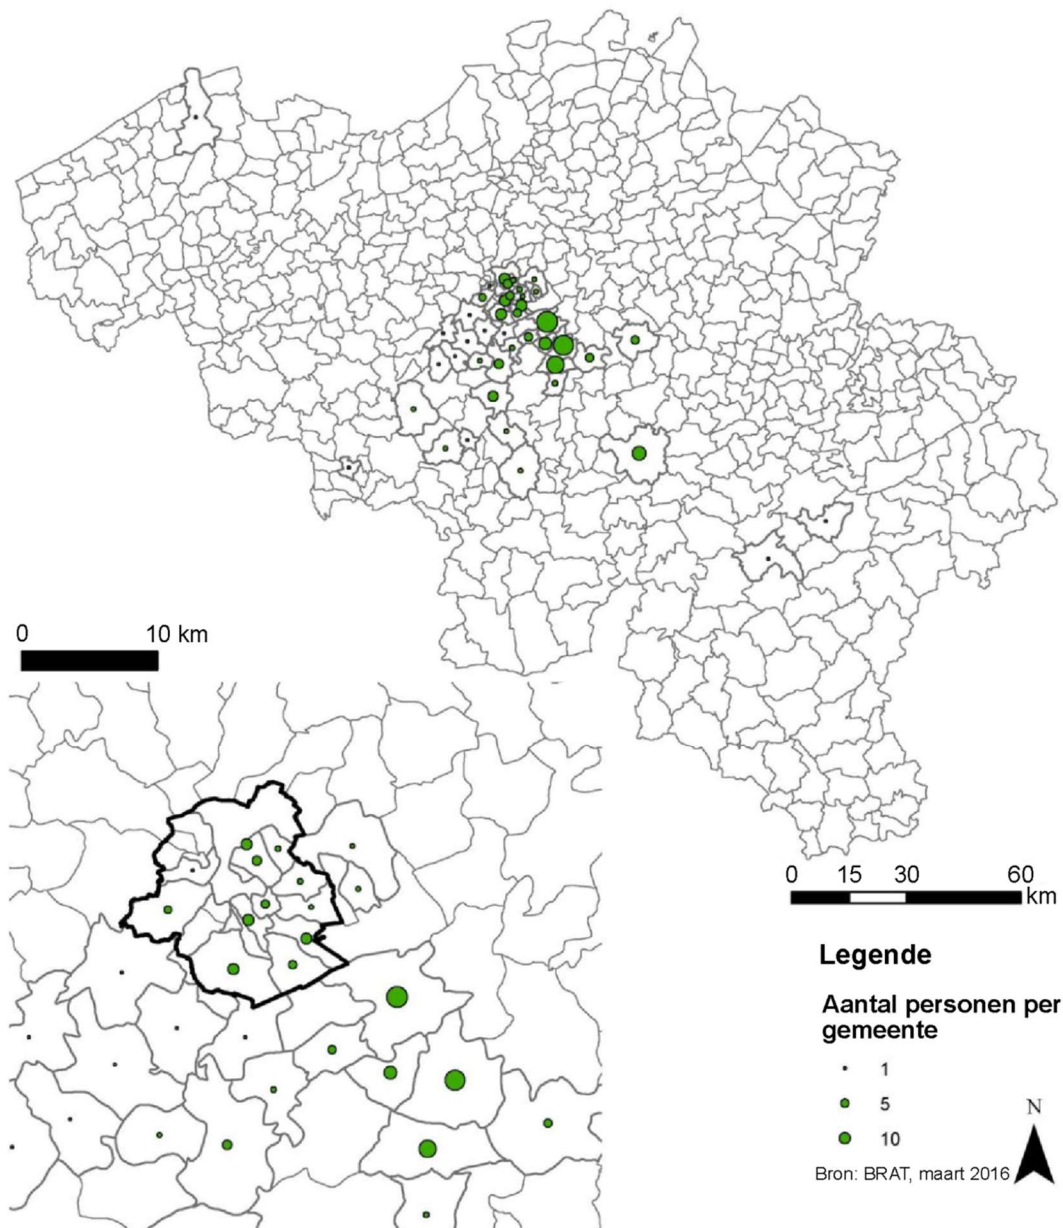 0 10 km
0 15 30 60
km
Legende
Aantal personen per
gemeente
1
5
10
N
Bron: BRAT, maart 2016